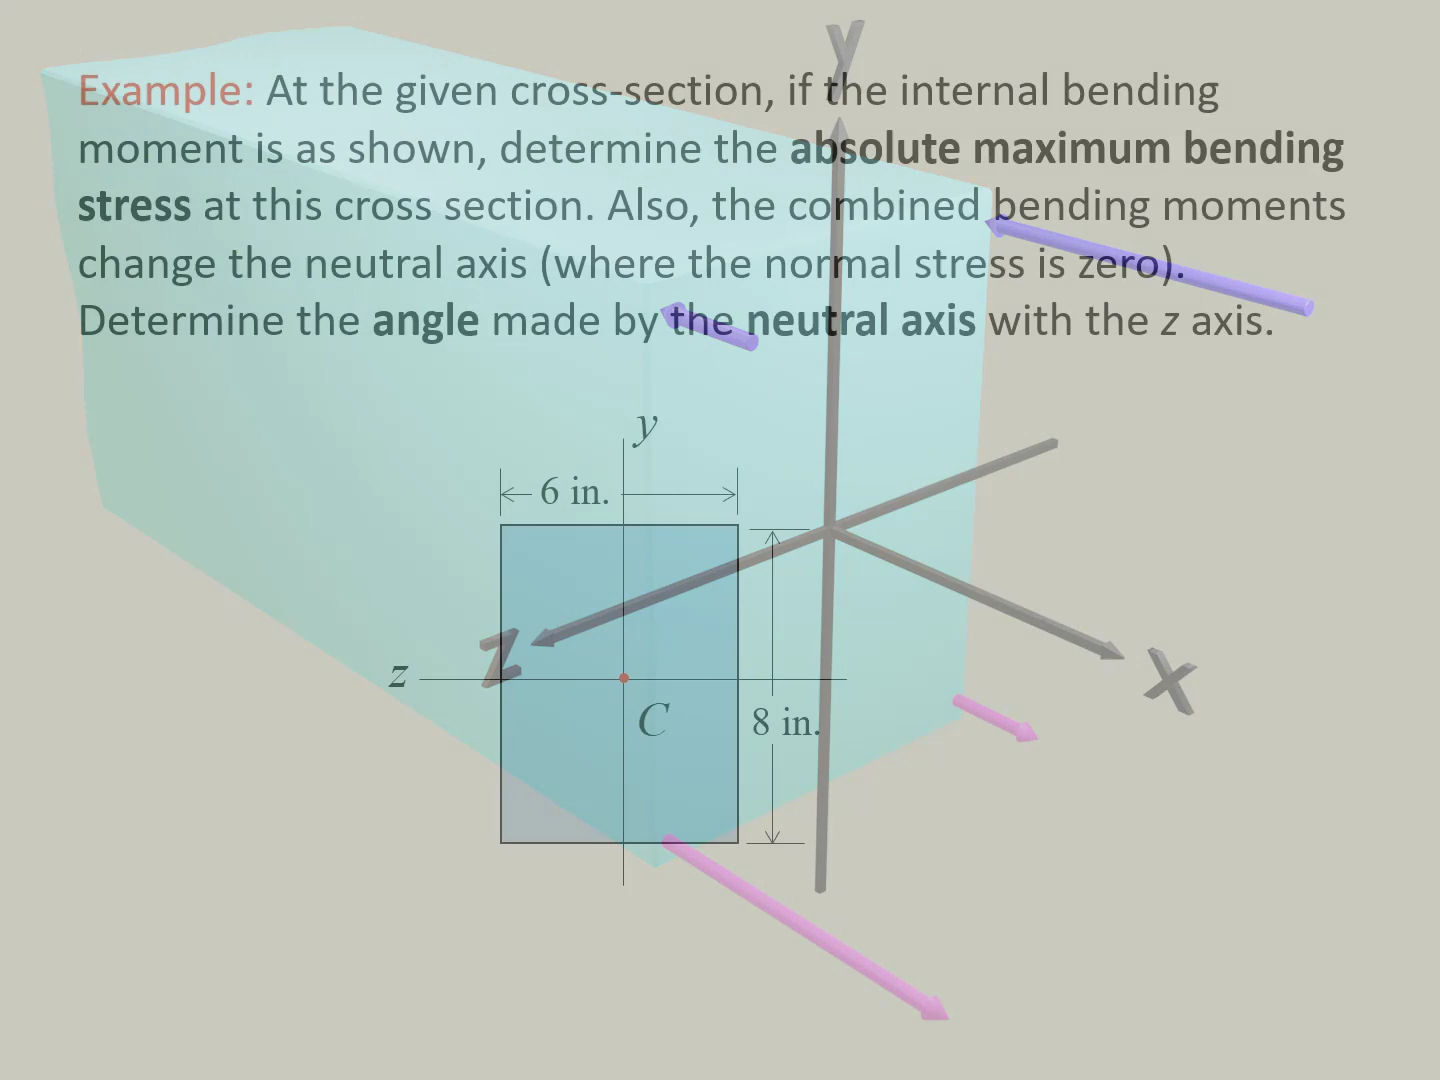 Example: At the given cross-section, if the internal bending
moment is as shown, determine the absolute maximum bending
stress at this cross section. Also, the combined bending moments
change the neutral axis (where the normal stress is zero).
Determine the angle made by the neutral axis with the z axis.
y
6 in.
z
C
8 in.
y
z
x